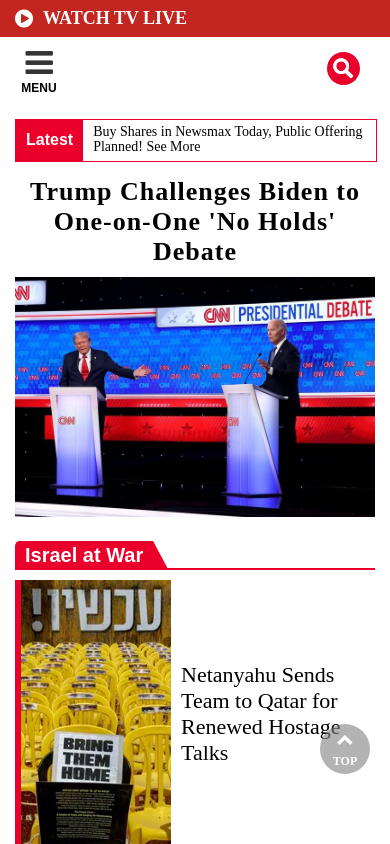 WATCH TV LIVE
MENU
Latest
Buy Shares in Newsmax Today, Public Offering
Planned! See More
Trump Challenges Biden to
One-on-One 'No Holds'
Debate
CNN PRESIDENTIAL DEBATE
CNN
CNN
Israel at War
עכשיו!
BRING
THEM
HOME
Netanyahu Sends
Team to Qatar for
Renewed Hostage
Talks
TOP